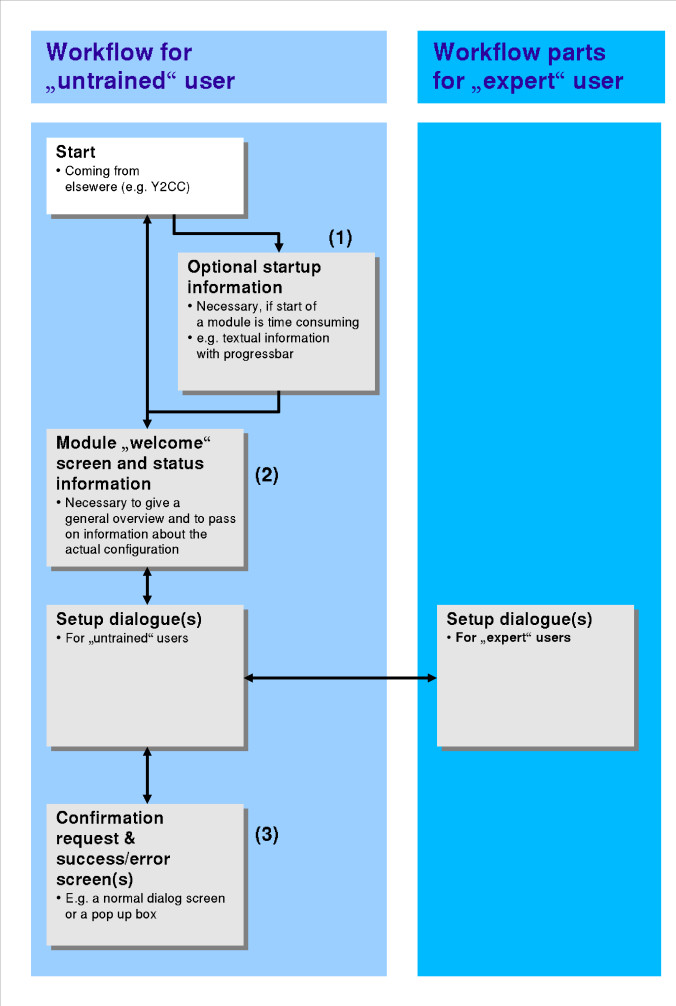 Workflow for
„untrained“ user
Workflow parts
for „expert“ user
Start
• Coming from
elsewere (e.g. Y2CC)
(1)
Optional startup
information
• Necessary, if start of
a module is time consuming
• e.g. textual information
with progressbar
Module „welcome“
screen and status
information
• Necessary to give a
general overview and to pass
on information about the
actual configuration
(2)
Setup dialogue(s)
• For „untrained“ users
Setup dialogue(s)
• For „expert“ users
Confirmation
request &
success/error
screen(s)
• E.g. a normal dialog screen
or a pop up box
(3)